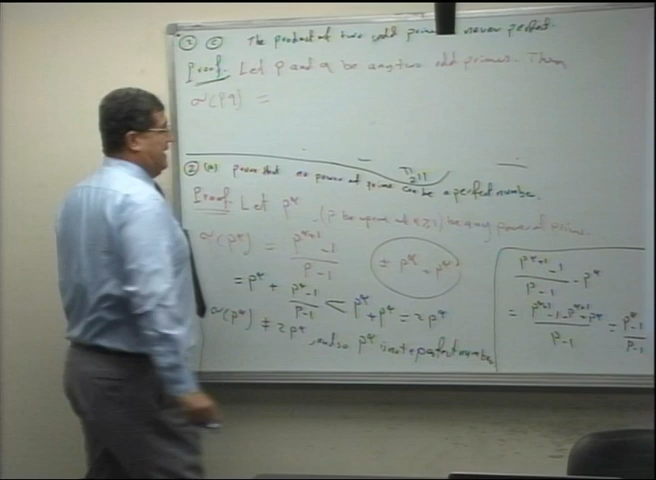 ① ⓒ The product of two odd primes is never perfect.
Proof. Let p and q be any two odd primes. Then
σ(pq) =
② (a) prove that no power of prime can be a perfect number.
Th 211
Proof. Let p^α (p be prime and α≥1) be any power of prime.
σ(p^α) = (p^(α+1) - 1)/(p-1) ± p^α + p^α
= p^α + (p^α - 1)/(p-1) < p^α + p^α = 2p^α
σ(p^α) ≠ 2p^α and so p^α is not a perfect number
(p^(α+1) - 1)/(p-1) - p^α
= (p^(α+1) - 1 - p^(α+1) + p^α)/(p-1) = (p^α - 1)/(p-1)